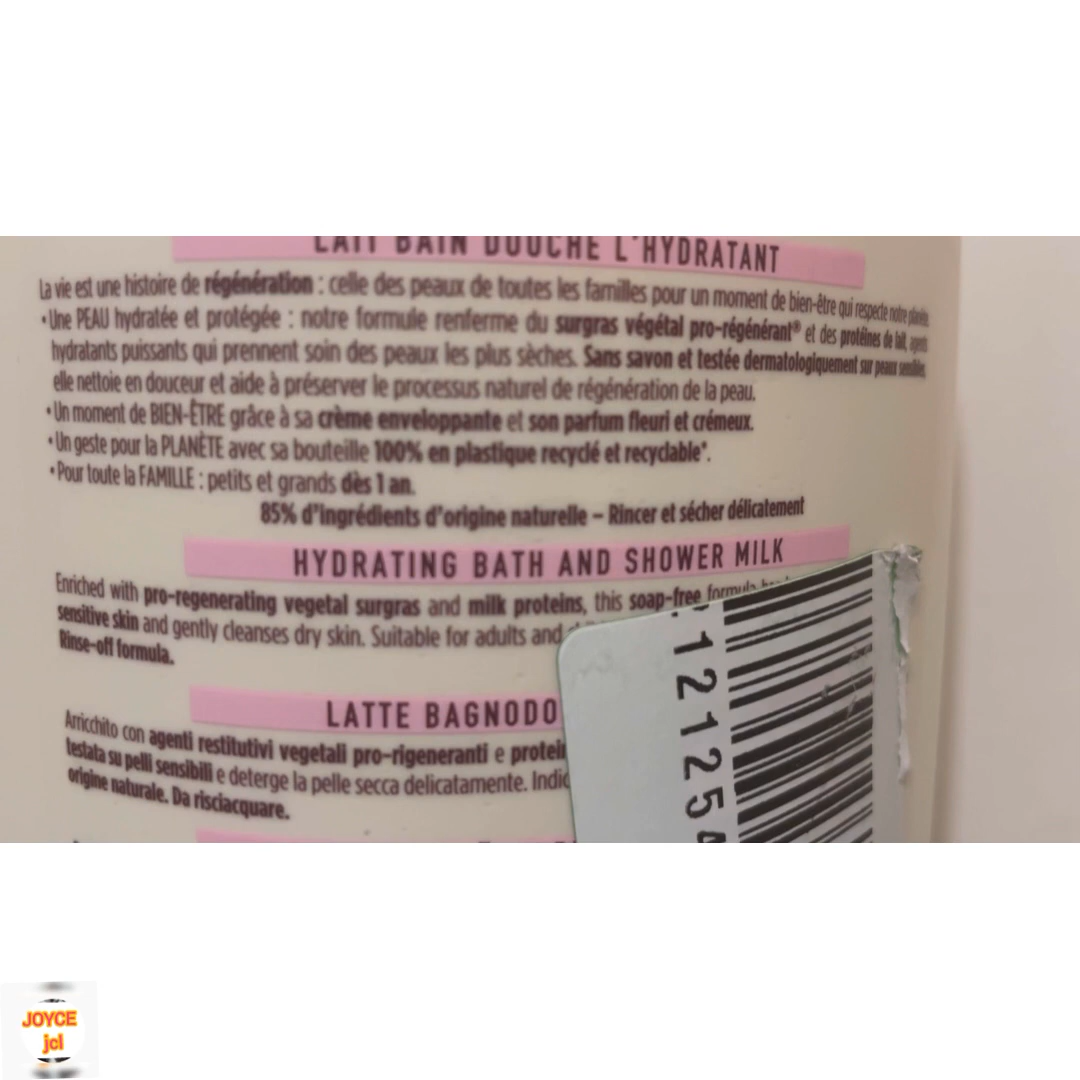 LAIT BAIN DOUCHE L'HYDRATANT
La vie est une histoire de régénération : celle des peaux de toutes les familles pour un moment de bien-être qui respecte notre planète.
• Une PEAU hydratée et protégée : notre formule renferme du surgras végétal pro-régénérant® et des protéines de lait, agents
hydratants puissants qui prennent soin des peaux les plus sèches. Sans savon et testée dermatologiquement sur peaux sensibles,
elle nettoie en douceur et aide à préserver le processus naturel de régénération de la peau.
• Un moment de BIEN-ÊTRE grâce à sa crème enveloppante et son parfum fleuri et crémeux.
• Un geste pour la PLANÈTE avec sa bouteille 100% en plastique recyclé et recyclable*.
• Pour toute la FAMILLE : petits et grands dès 1 an.
85% d'ingrédients d'origine naturelle – Rincer et sécher délicatement
HYDRATING BATH AND SHOWER MILK
Enriched with pro-regenerating vegetal surgras and milk proteins, this soap-free formula
sensitive skin and gently cleanses dry skin. Suitable for adults and
Rinse-off formula.
LATTE BAGNODO
Arricchito con agenti restitutivi vegetali pro-rigeneranti e protein
testata su pelli sensibili e deterge la pelle secca delicatamente. Indic
origine naturale. Da risciacquare.
121254
JOYCE
jcl